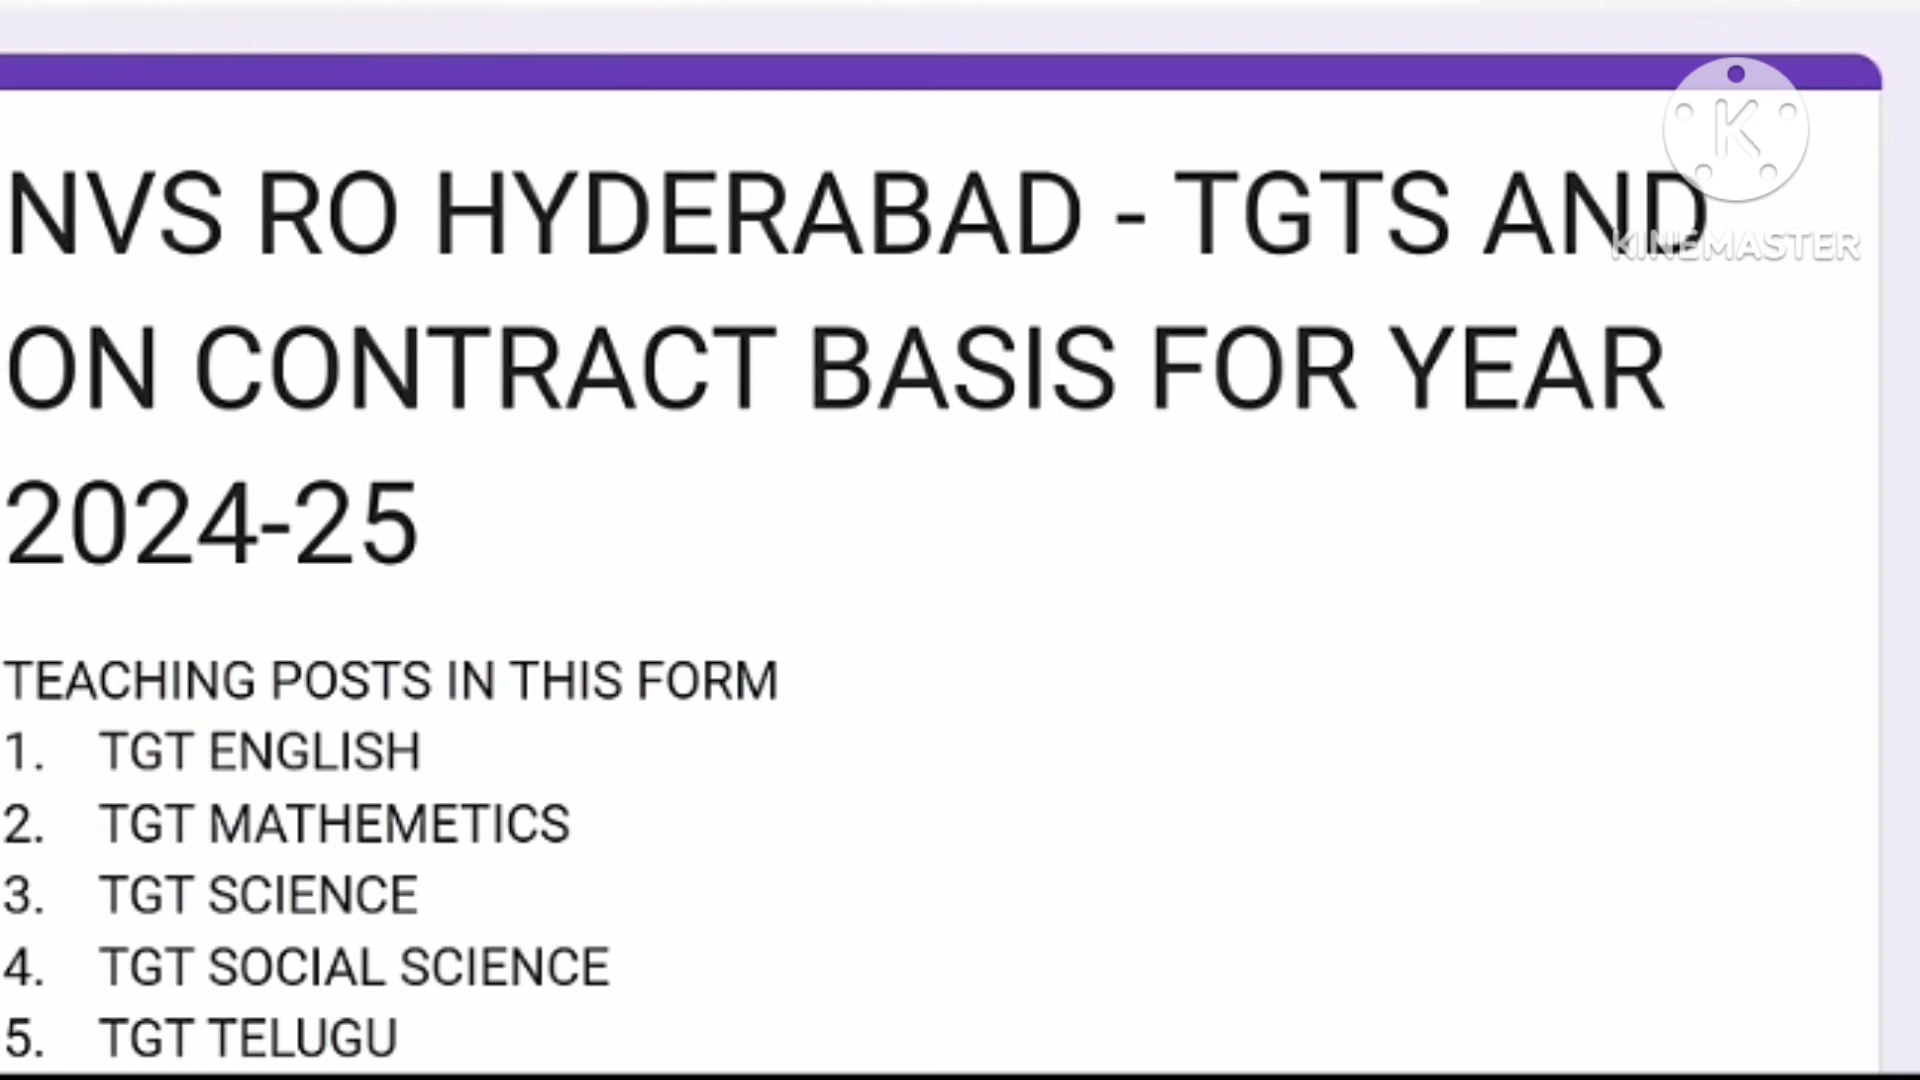 NVS RO HYDERABAD - TGTS AND
ON CONTRACT BASIS FOR YEAR
2024-25
TEACHING POSTS IN THIS FORM
1. TGT ENGLISH
2. TGT MATHEMETICS
3. TGT SCIENCE
4. TGT SOCIAL SCIENCE
5. TGT TELUGU
K
KINEMASTER